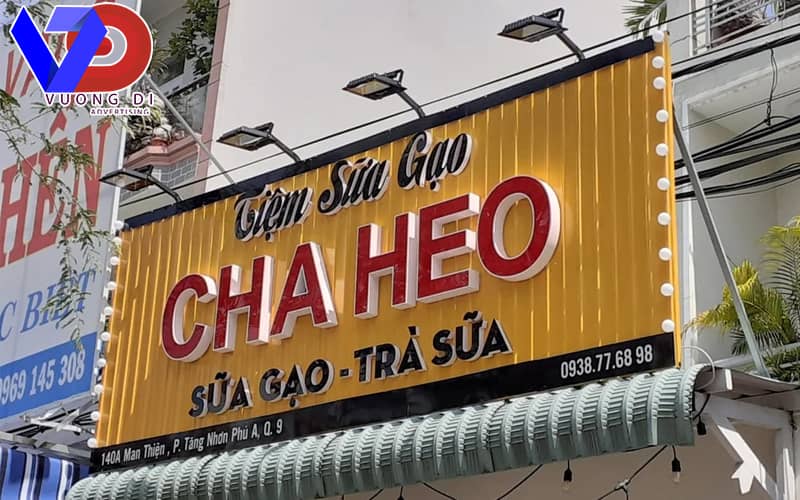 VUONG DI
ADVERTISING
Tiệm Sữa Gạo
CHA HEO
SỮA GẠO - TRÀ SỮA
0938.77.68 98
140A Man Thiện , P. Tăng Nhơn Phú A, Q. 9
C BIỆT
0969 145 308